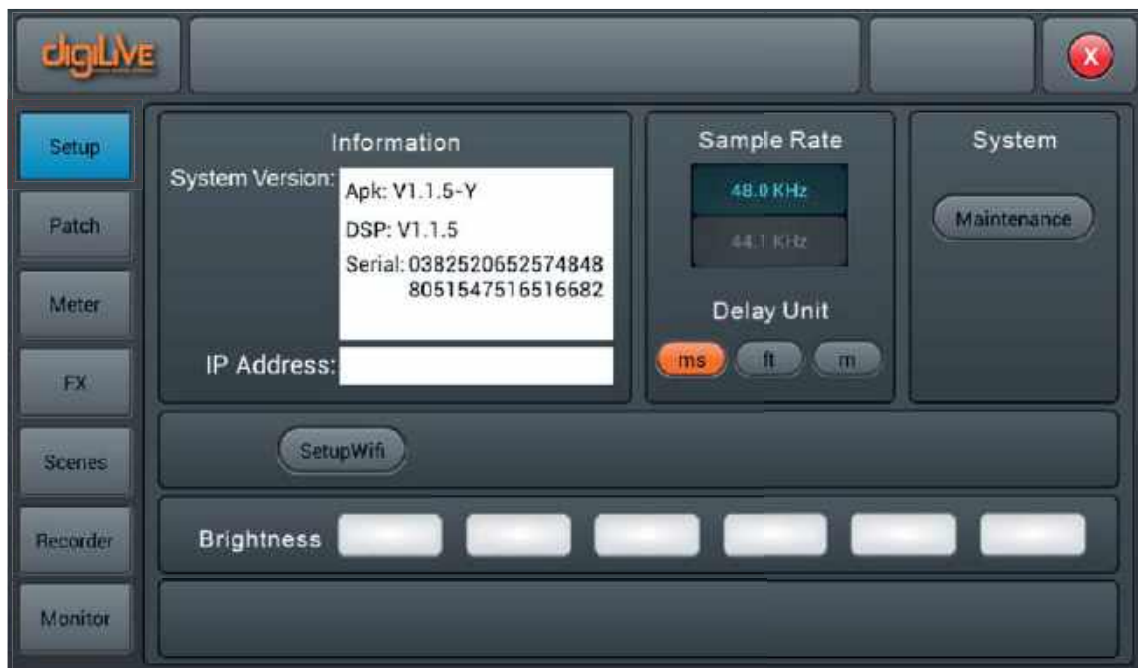 digiLIVE
X
Setup
Patch
Meter
FX
Scenes
Recorder
Monitor
Information
System Version:
Apk: V1.1.5-Y
DSP: V1.1.5
Serial: 0382520652574848
8051547516516682
IP Address:
Sample Rate
48.0 KHz
44.1 KHz
Delay Unit
ms ft m
System
Maintenance
SetupWifi
Brightness